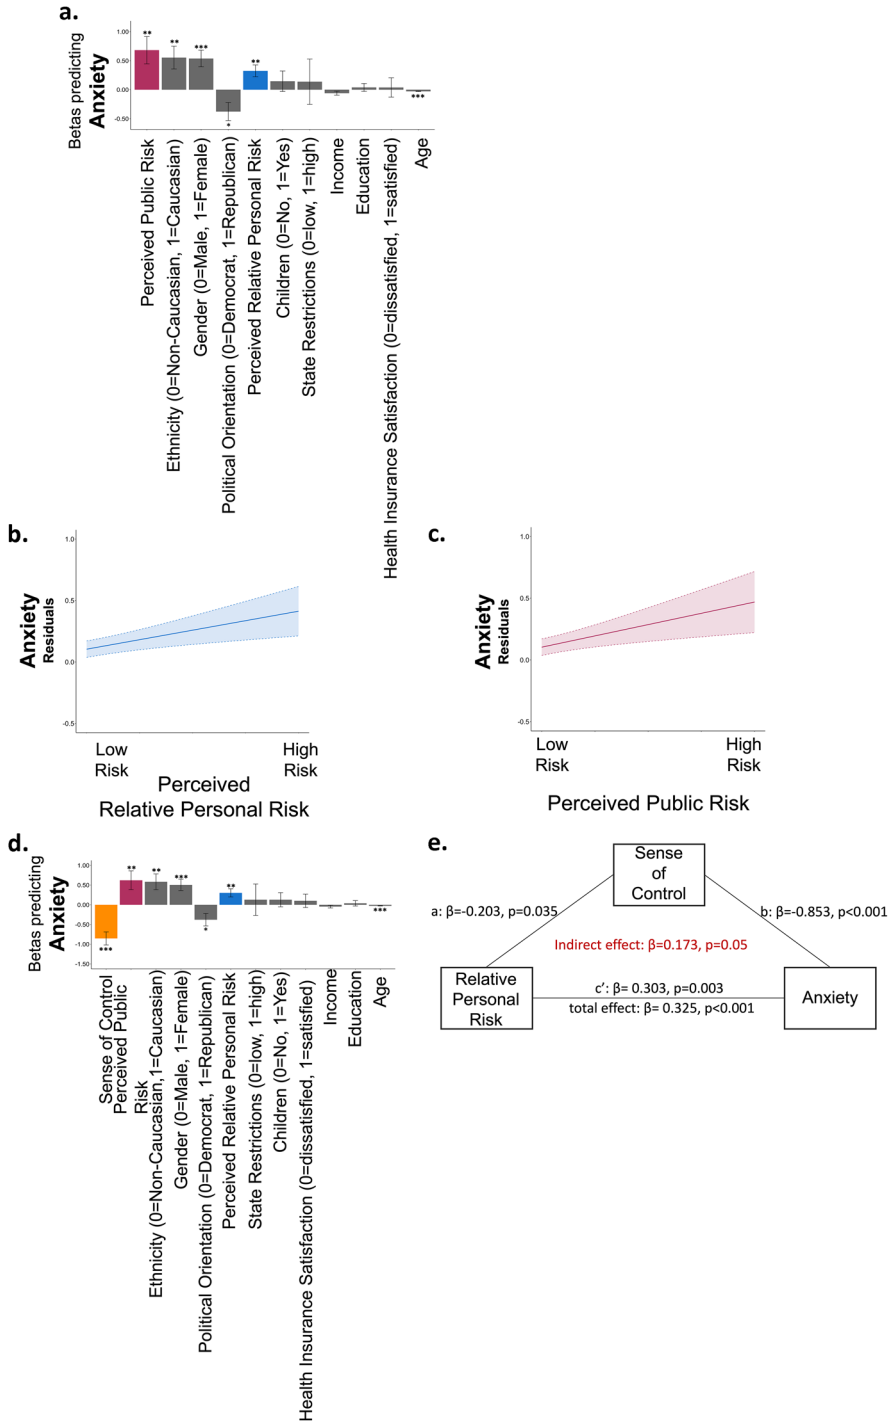 a.
Betas predicting
Anxiety
1.00
0.50
0.00
-0.50
**
**
***
*
**
***
Perceived Public Risk
Ethnicity (0=Non-Caucasian, 1=Caucasian)
Gender (0=Male, 1=Female)
Political Orientation (0=Democrat, 1=Republican)
Perceived Relative Personal Risk
Children (0=No, 1=Yes)
State Restrictions (0=low, 1=high)
Income
Education
Health Insurance Satisfaction (0=dissatisfied, 1=satisfied)
Age
b.
Anxiety
Residuals
1.0
0.5
0.0
-0.5
Low
Risk
High
Risk
Perceived
Relative Personal Risk
c.
Anxiety
Residuals
1.0
0.5
0.0
-0.5
Low
Risk
High
Risk
Perceived Public Risk
d.
Betas predicting
Anxiety
1.00
0.50
0.00
-0.50
-1.00
-1.50
***
**
**
***
*
**
***
Sense of Control
Perceived Public
Risk
Ethnicity (0=Non-Caucasian,1=Caucasian)
Gender (0=Male, 1=Female)
Political Orientation (0=Democrat, 1=Republican)
Perceived Relative Personal Risk
State Restrictions (0=low, 1=high)
Children (0=No, 1=Yes)
Health Insurance Satisfaction (0=dissatisfied, 1=satisfied)
Income
Education
Age
e.
Sense
of
Control
a: β=-0.203, p=0.035
b: β=-0.853, p<0.001
Indirect effect: β=0.173, p=0.05
Relative
Personal
Risk
c’: β= 0.303, p=0.003
total effect: β= 0.325, p<0.001
Anxiety